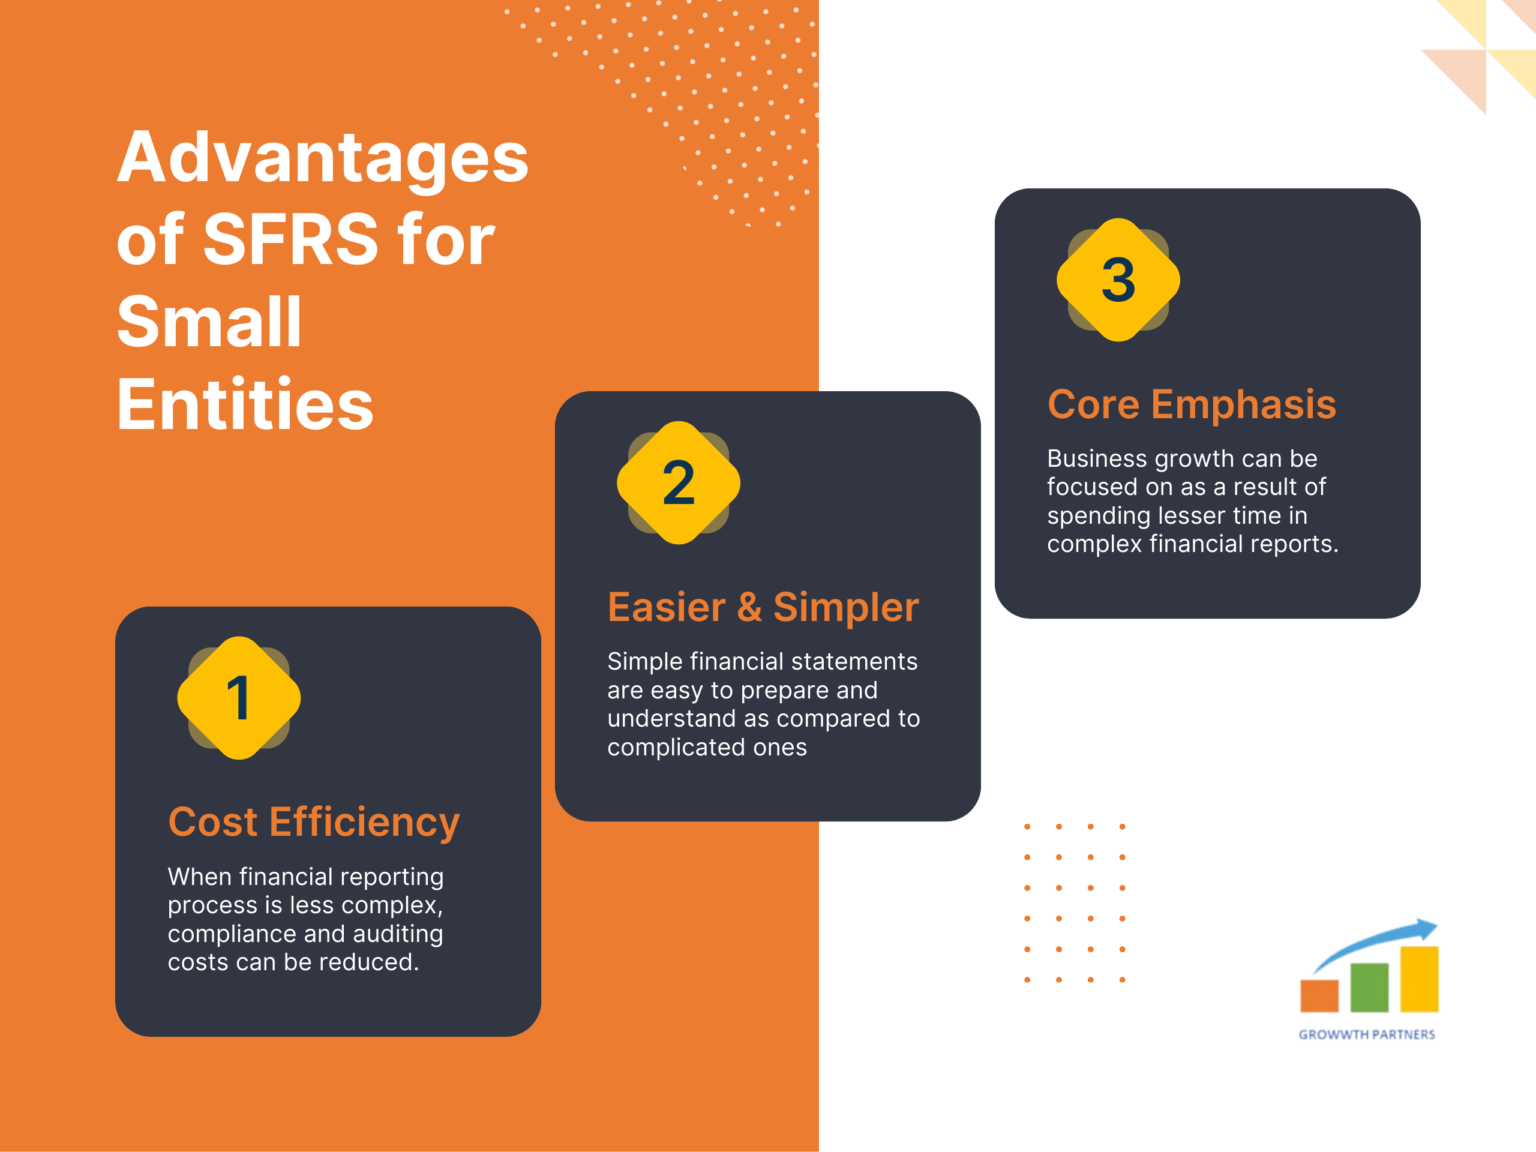 Advantages
of SFRS for
Small
Entities
1
Cost Efficiency
When financial reporting
process is less complex,
compliance and auditing
costs can be reduced.
2
Easier & Simpler
Simple financial statements
are easy to prepare and
understand as compared to
complicated ones
3
Core Emphasis
Business growth can be
focused on as a result of
spending lesser time in
complex financial reports.
GROWWTH PARTNERS